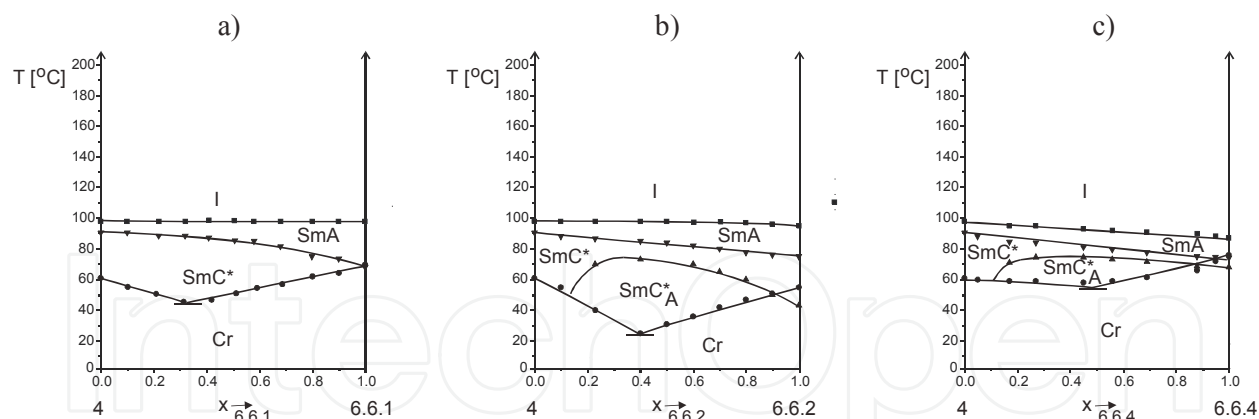 a)
T [°C]
200
180
160
140
120
100
80
60
40
20
0
I
SmA
SmC*
Cr
0.0 0.2 0.4 0.6 0.8 1.0
4 x → 6.6.1 6.6.1
b)
T [°C]
200
180
160
140
120
100
80
60
40
20
0
I
SmA
SmC*
SmC*A
Cr
0.0 0.2 0.4 0.6 0.8 1.0
4 x → 6.6.2 6.6.2
c)
T [°C]
200
180
160
140
120
100
80
60
40
20
0
I
SmA
SmC*
SmC*A
Cr
0.0 0.2 0.4 0.6 0.8 1.0
4 x → 6.6.4 6.6.4
IntechOpen